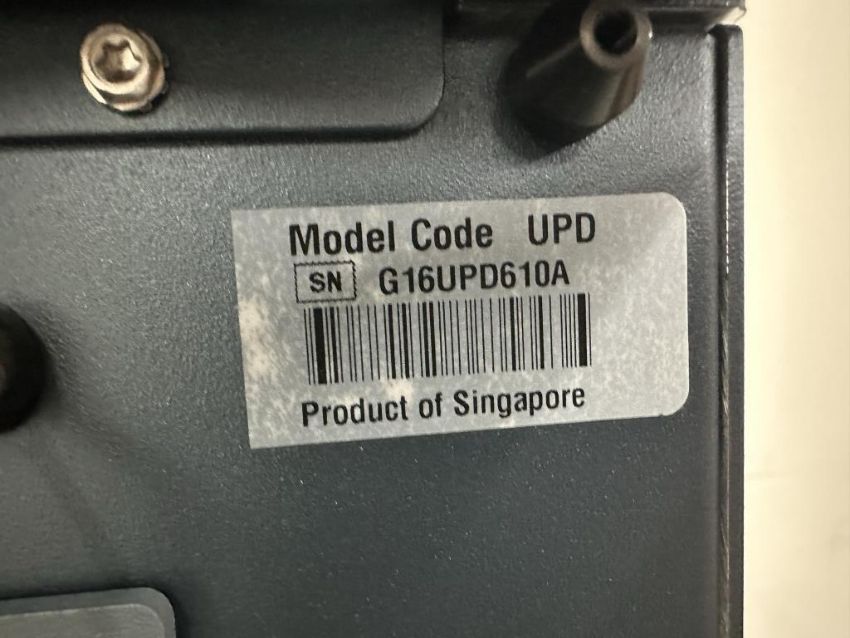 Model Code UPD
SN G16UPD610A
Product of Singapore